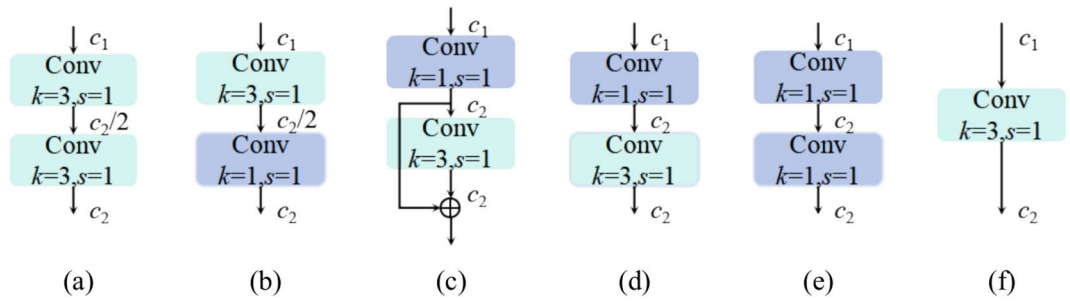 c₁
Conv
k=3,s=1
c₂/2
Conv
k=3,s=1
c₂
(a)
c₁
Conv
k=3,s=1
c₂/2
Conv
k=1,s=1
c₂
(b)
c₁
Conv
k=1,s=1
c₂
Conv
k=3,s=1
c₂
(c)
c₁
Conv
k=1,s=1
c₂
Conv
k=3,s=1
c₂
(d)
c₁
Conv
k=1,s=1
c₂
Conv
k=1,s=1
c₂
(e)
c₁
Conv
k=3,s=1
c₂
(f)